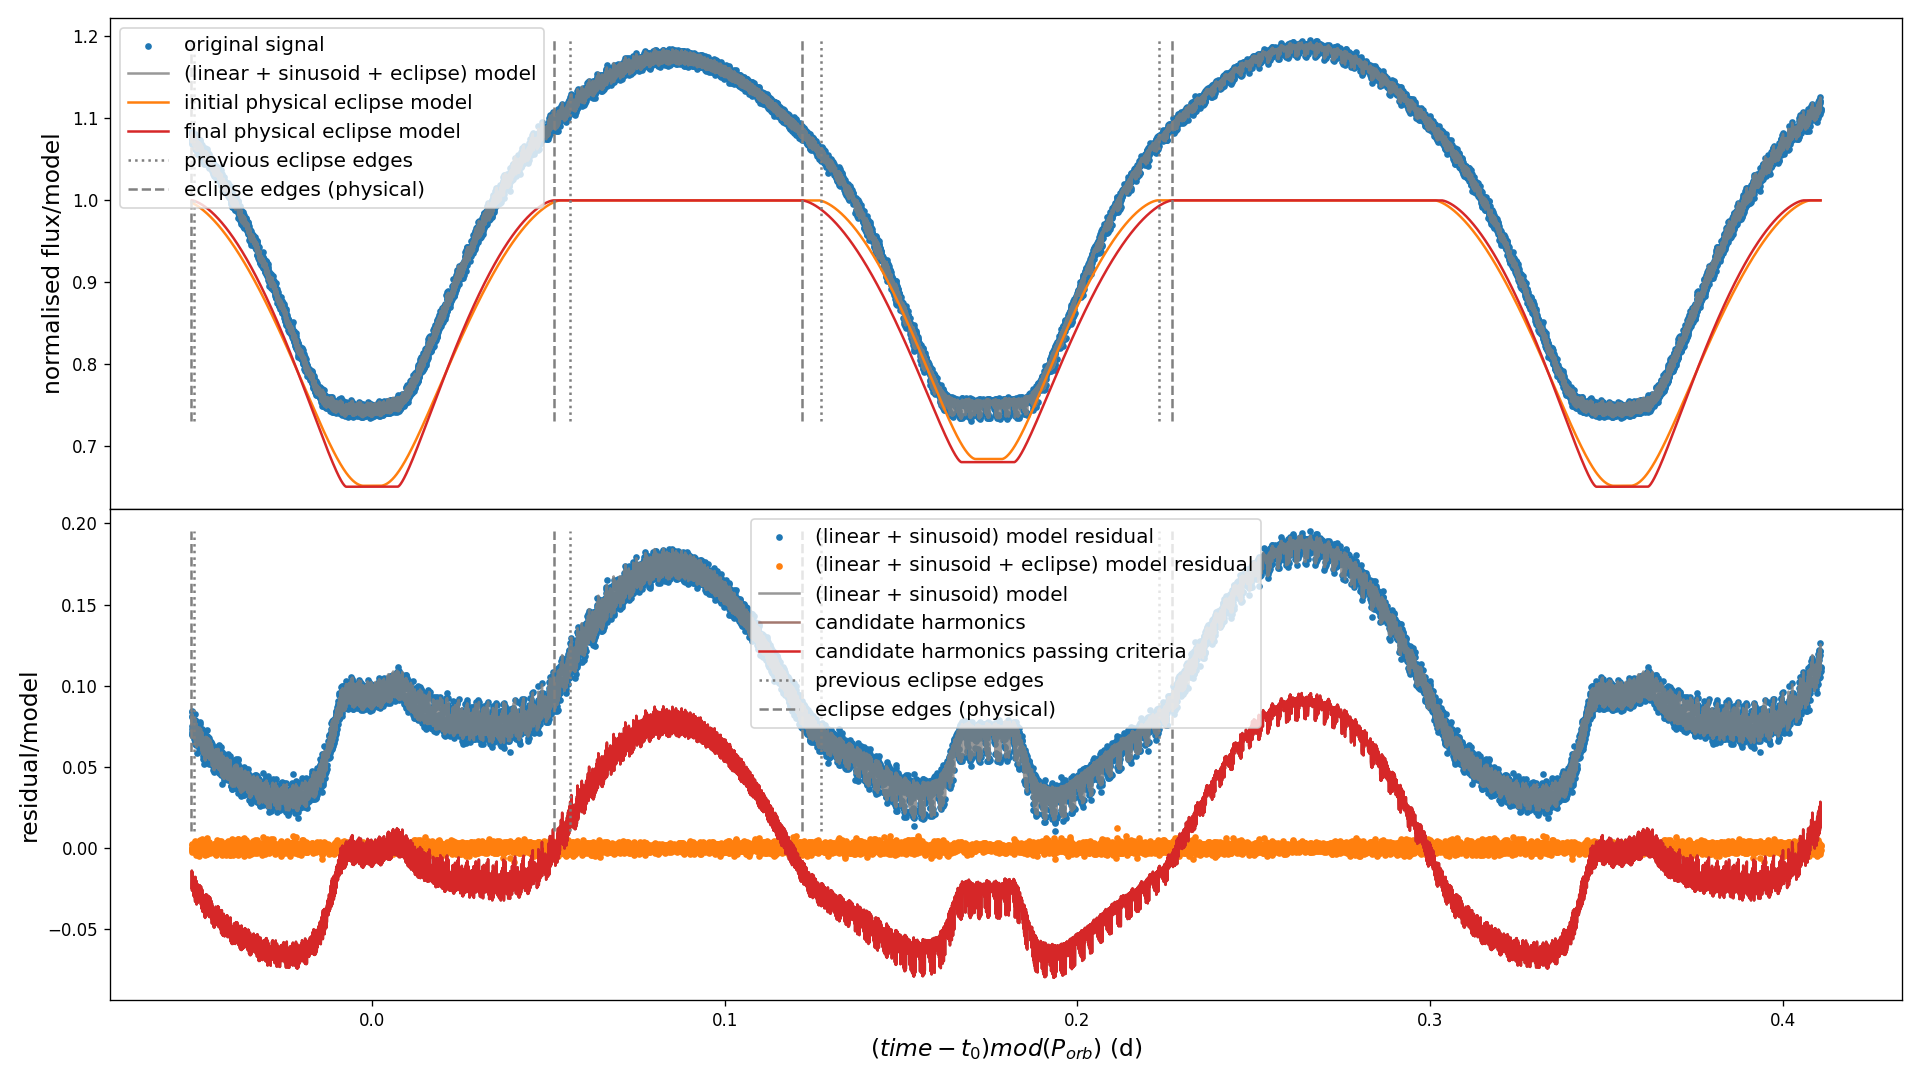 original signal
(linear + sinusoid + eclipse) model
initial physical eclipse model
final physical eclipse model
previous eclipse edges
eclipse edges (physical)
normalised flux/model
1.2
1.1
1.0
0.9
0.8
0.7
(linear + sinusoid) model residual
(linear + sinusoid + eclipse) model residual
(linear + sinusoid) model
candidate harmonics
candidate harmonics passing criteria
previous eclipse edges
eclipse edges (physical)
residual/model
0.20
0.15
0.10
0.05
0.00
−0.05
0.0 0.1 0.2 0.3 0.4
(time − t₀)mod(P_orb) (d)